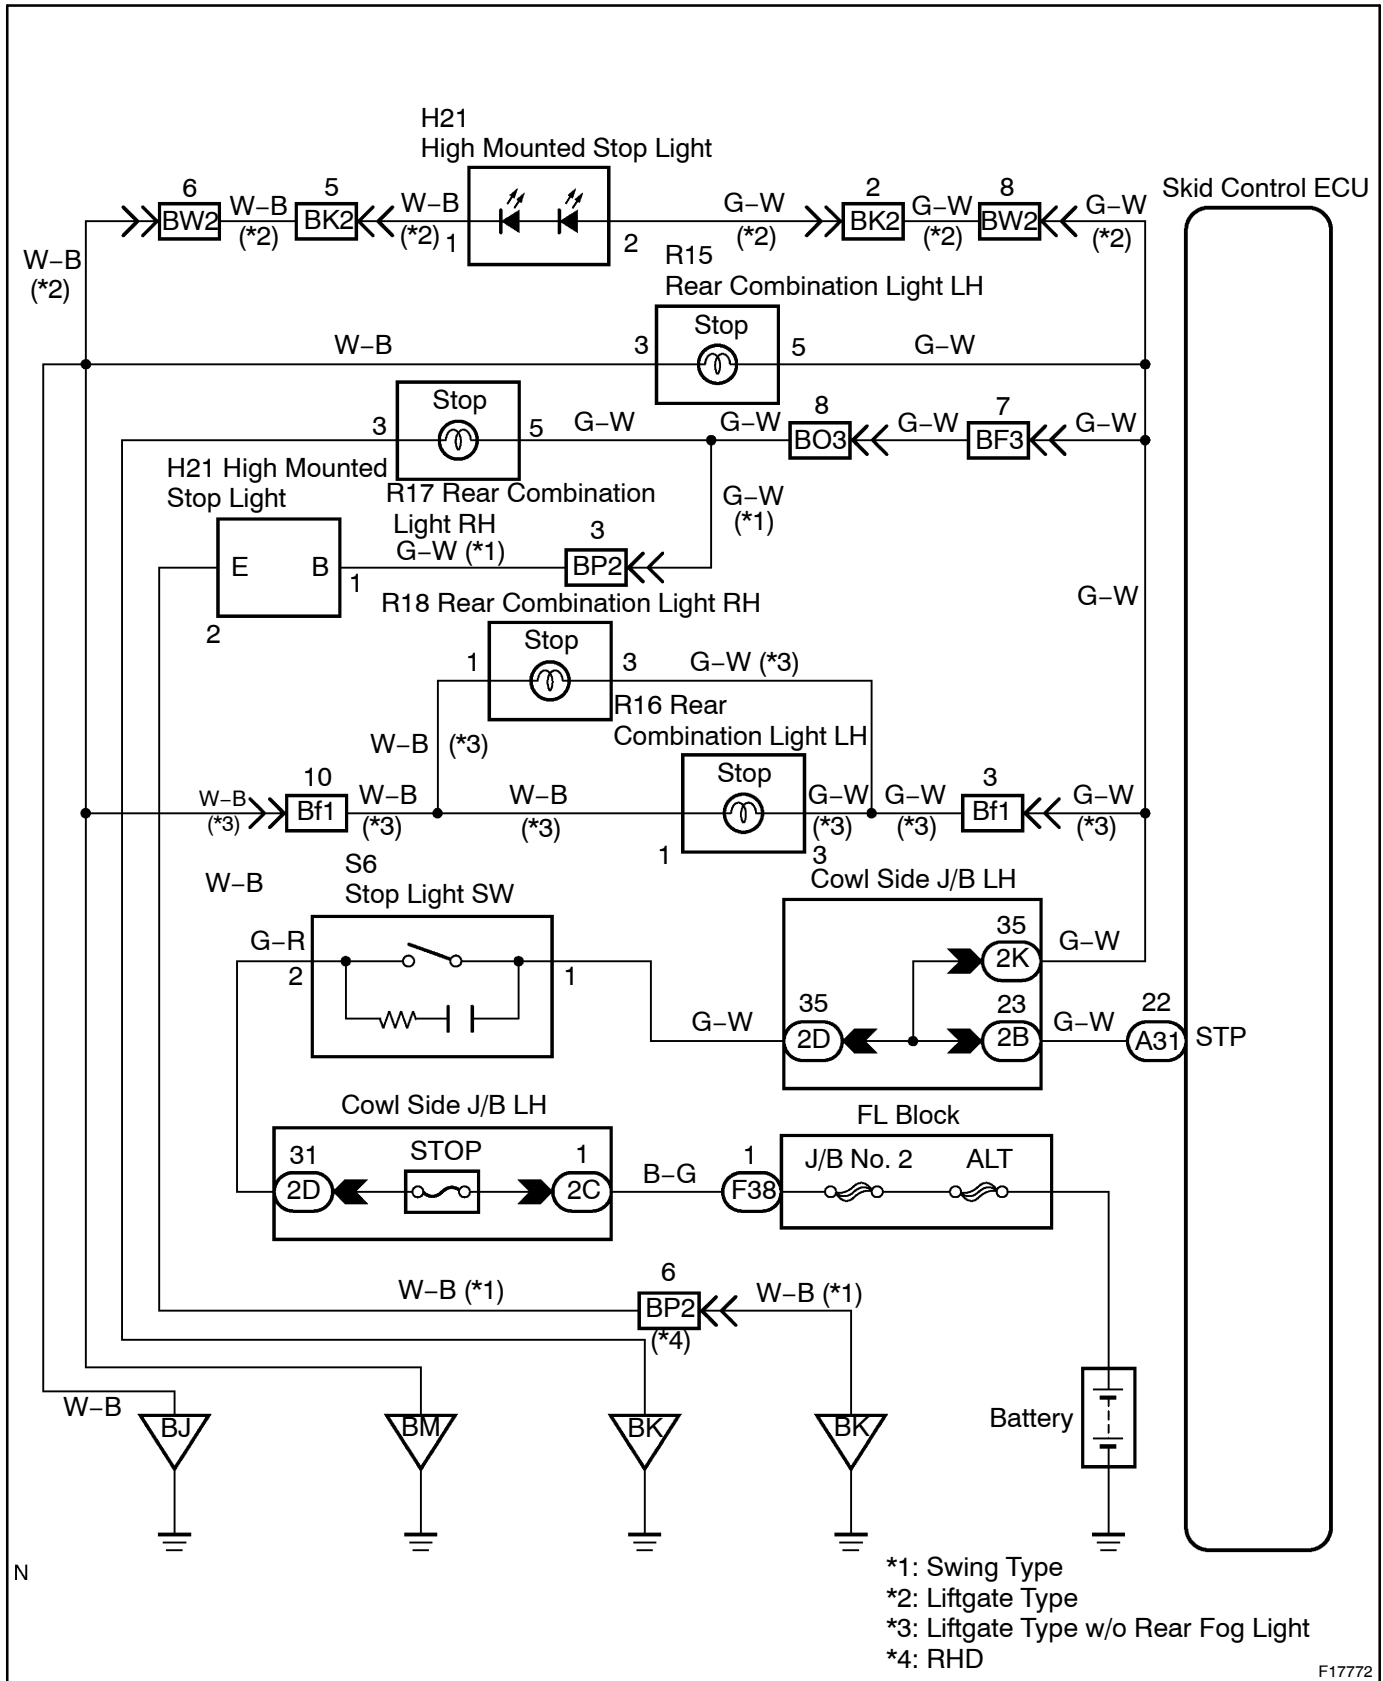 H21
High Mounted Stop Light
Skid Control ECU
6
BW2
W–B
(*2)
5
BK2
W–B
(*2)
1
2
G–W
(*2)
2
BK2
G–W
(*2)
8
BW2
G–W
(*2)
W–B
(*2)
R15
Rear Combination Light LH
W–B
3
Stop
5
G–W
3
Stop
5
G–W
G–W
8
BO3
G–W
7
BF3
G–W
H21 High Mounted
Stop Light
R17 Rear Combination
Light RH
G–W
(*1)
E
B
1
2
G–W (*1)
3
BP2
G–W
R18 Rear Combination Light RH
1
Stop
3
G–W (*3)
R16 Rear
Combination Light LH
W–B
(*3)
W–B
(*3)
10
Bf1
W–B
(*3)
W–B
(*3)
1
Stop
3
G–W
(*3)
G–W
(*3)
3
Bf1
G–W
(*3)
W–B
S6
Stop Light SW
G–R
2
1
G–W
Cowl Side J/B LH
35
2K
G–W
35
2D
23
2B
G–W
22
A31
STP
Cowl Side J/B LH
31
2D
STOP
1
2C
B–G
1
F38
FL Block
J/B No. 2
ALT
W–B (*1)
6
BP2
(*4)
W–B (*1)
W–B
BJ
BM
BK
BK
Battery
N
*1: Swing Type
*2: Liftgate Type
*3: Liftgate Type w/o Rear Fog Light
*4: RHD
F17772